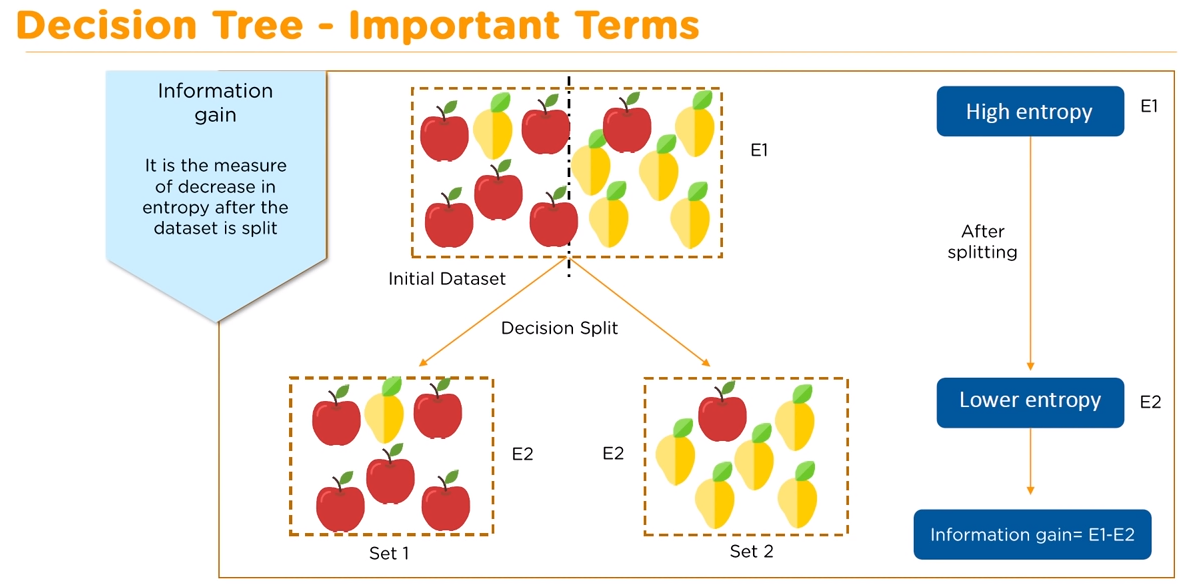 Decision Tree - Important Terms
Information
gain
It is the measure
of decrease in
entropy after the
dataset is split
E1
Initial Dataset
Decision Split
E2
Set 1
E2
Set 2
High entropy
E1
After
splitting
Lower entropy
E2
Information gain= E1-E2